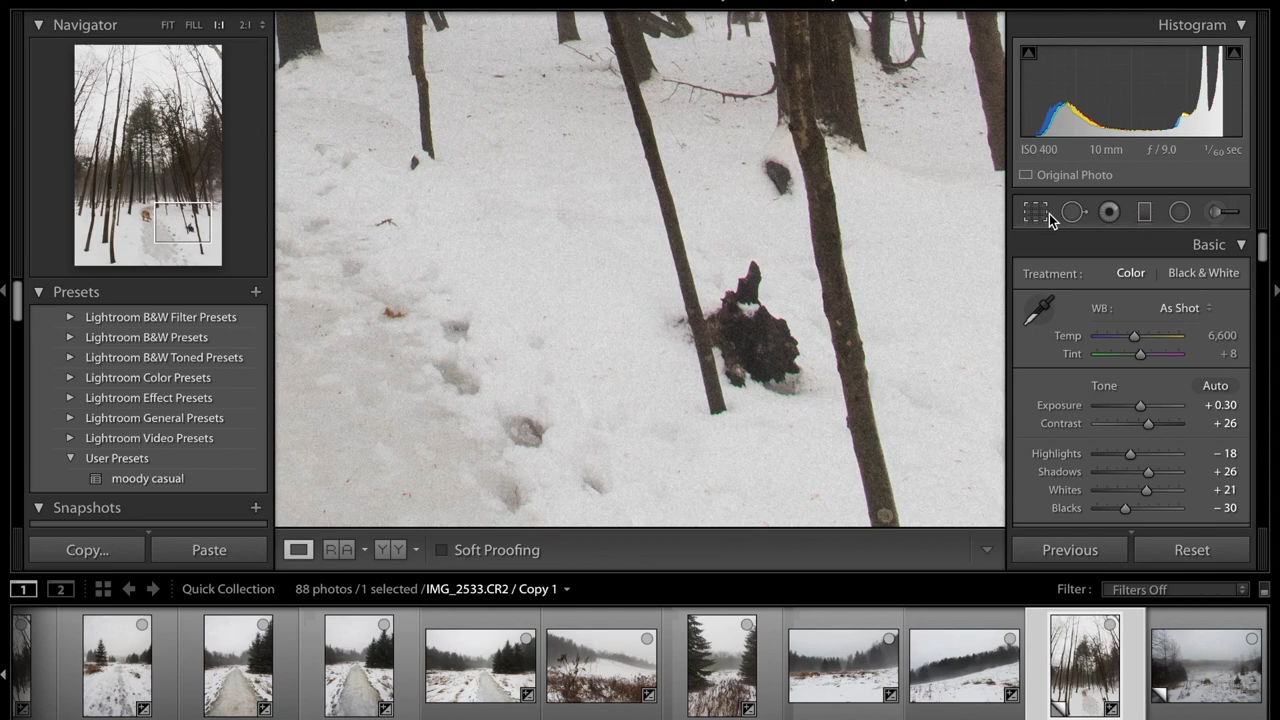 Navigator FIT FILL 1:1 2:1
Presets
Lightroom B&W Filter Presets
Lightroom B&W Presets
Lightroom B&W Toned Presets
Lightroom Color Presets
Lightroom Effect Presets
Lightroom General Presets
Lightroom Video Presets
User Presets
moody casual
Snapshots
Copy... Paste
R A Y Y Soft Proofing
Histogram
ISO 400 10 mm ƒ / 9.0 1/60 sec
Original Photo
Basic
Treatment : Color Black & White
WB : As Shot
Temp 6,600
Tint + 8
Tone Auto
Exposure + 0.30
Contrast + 26
Highlights − 18
Shadows + 26
Whites + 21
Blacks − 30
Previous Reset
1 2 Quick Collection 88 photos / 1 selected / IMG_2533.CR2 / Copy 1 Filter : Filters Off